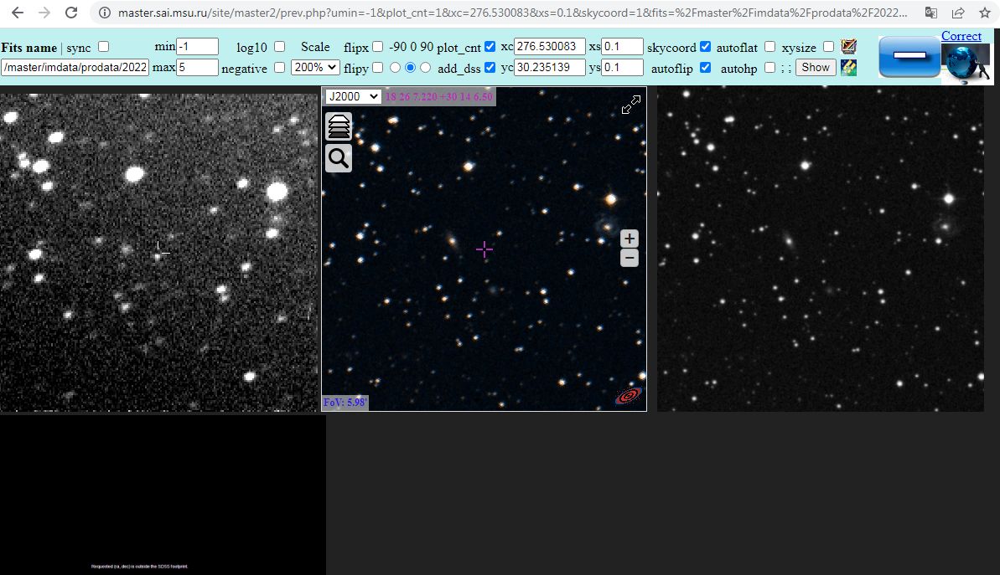 master.sai.msu.ru/site/master2/prev.php?umin=-1&plot_cnt=1&xc=276.530083&xs=0.1&skycoord=1&fits=%2Fmaster%2Fimdata%2Fprodata%2F2022...
Fits name | sync min -1 log10 Scale flipx -90 0 90 plot_cnt xc 276.530083 xs 0.1 skycoord autoflat xysize Correct
/master/imdata/prodata/2022 max 5 negative 200% flipy add_dss yc 30.235139 ys 0.1 autoflip autohp ; ; Show
J2000 18 26 7.220 +30 14 6.50
+
−
FoV: 5.98'
Requested (ra, dec) is outside the SDSS footprint.